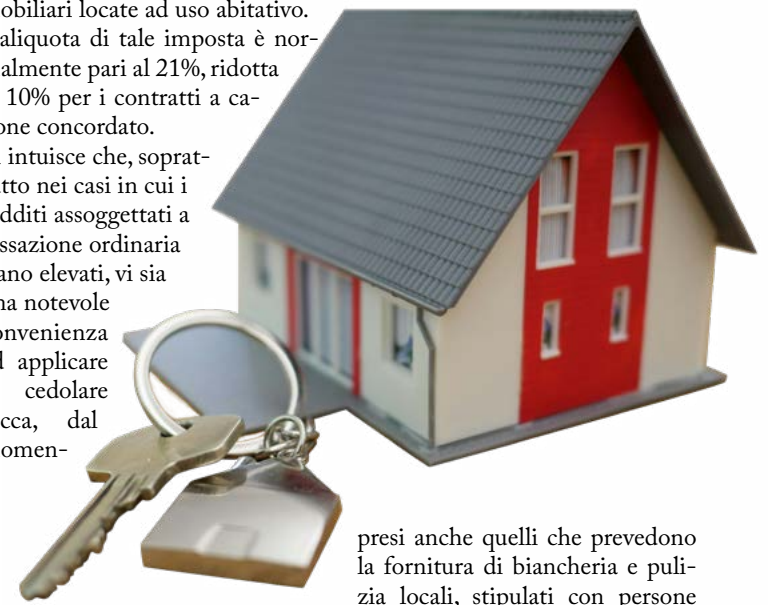 obiliari locate ad uso abitativo.
aliquota di tale imposta è nor-
almente pari al 21%, ridotta
10% per i contratti a ca-
one concordato.
intuisce che, soprat-
tto nei casi in cui i
dditi assoggettati a
ssazione ordinaria
ano elevati, vi sia
na notevole
onvenienza
d applicare
cedolare
cca, dal
omen-
presi anche quelli che prevedono
la fornitura di biancheria e puli-
zia locali, stipulati con persone